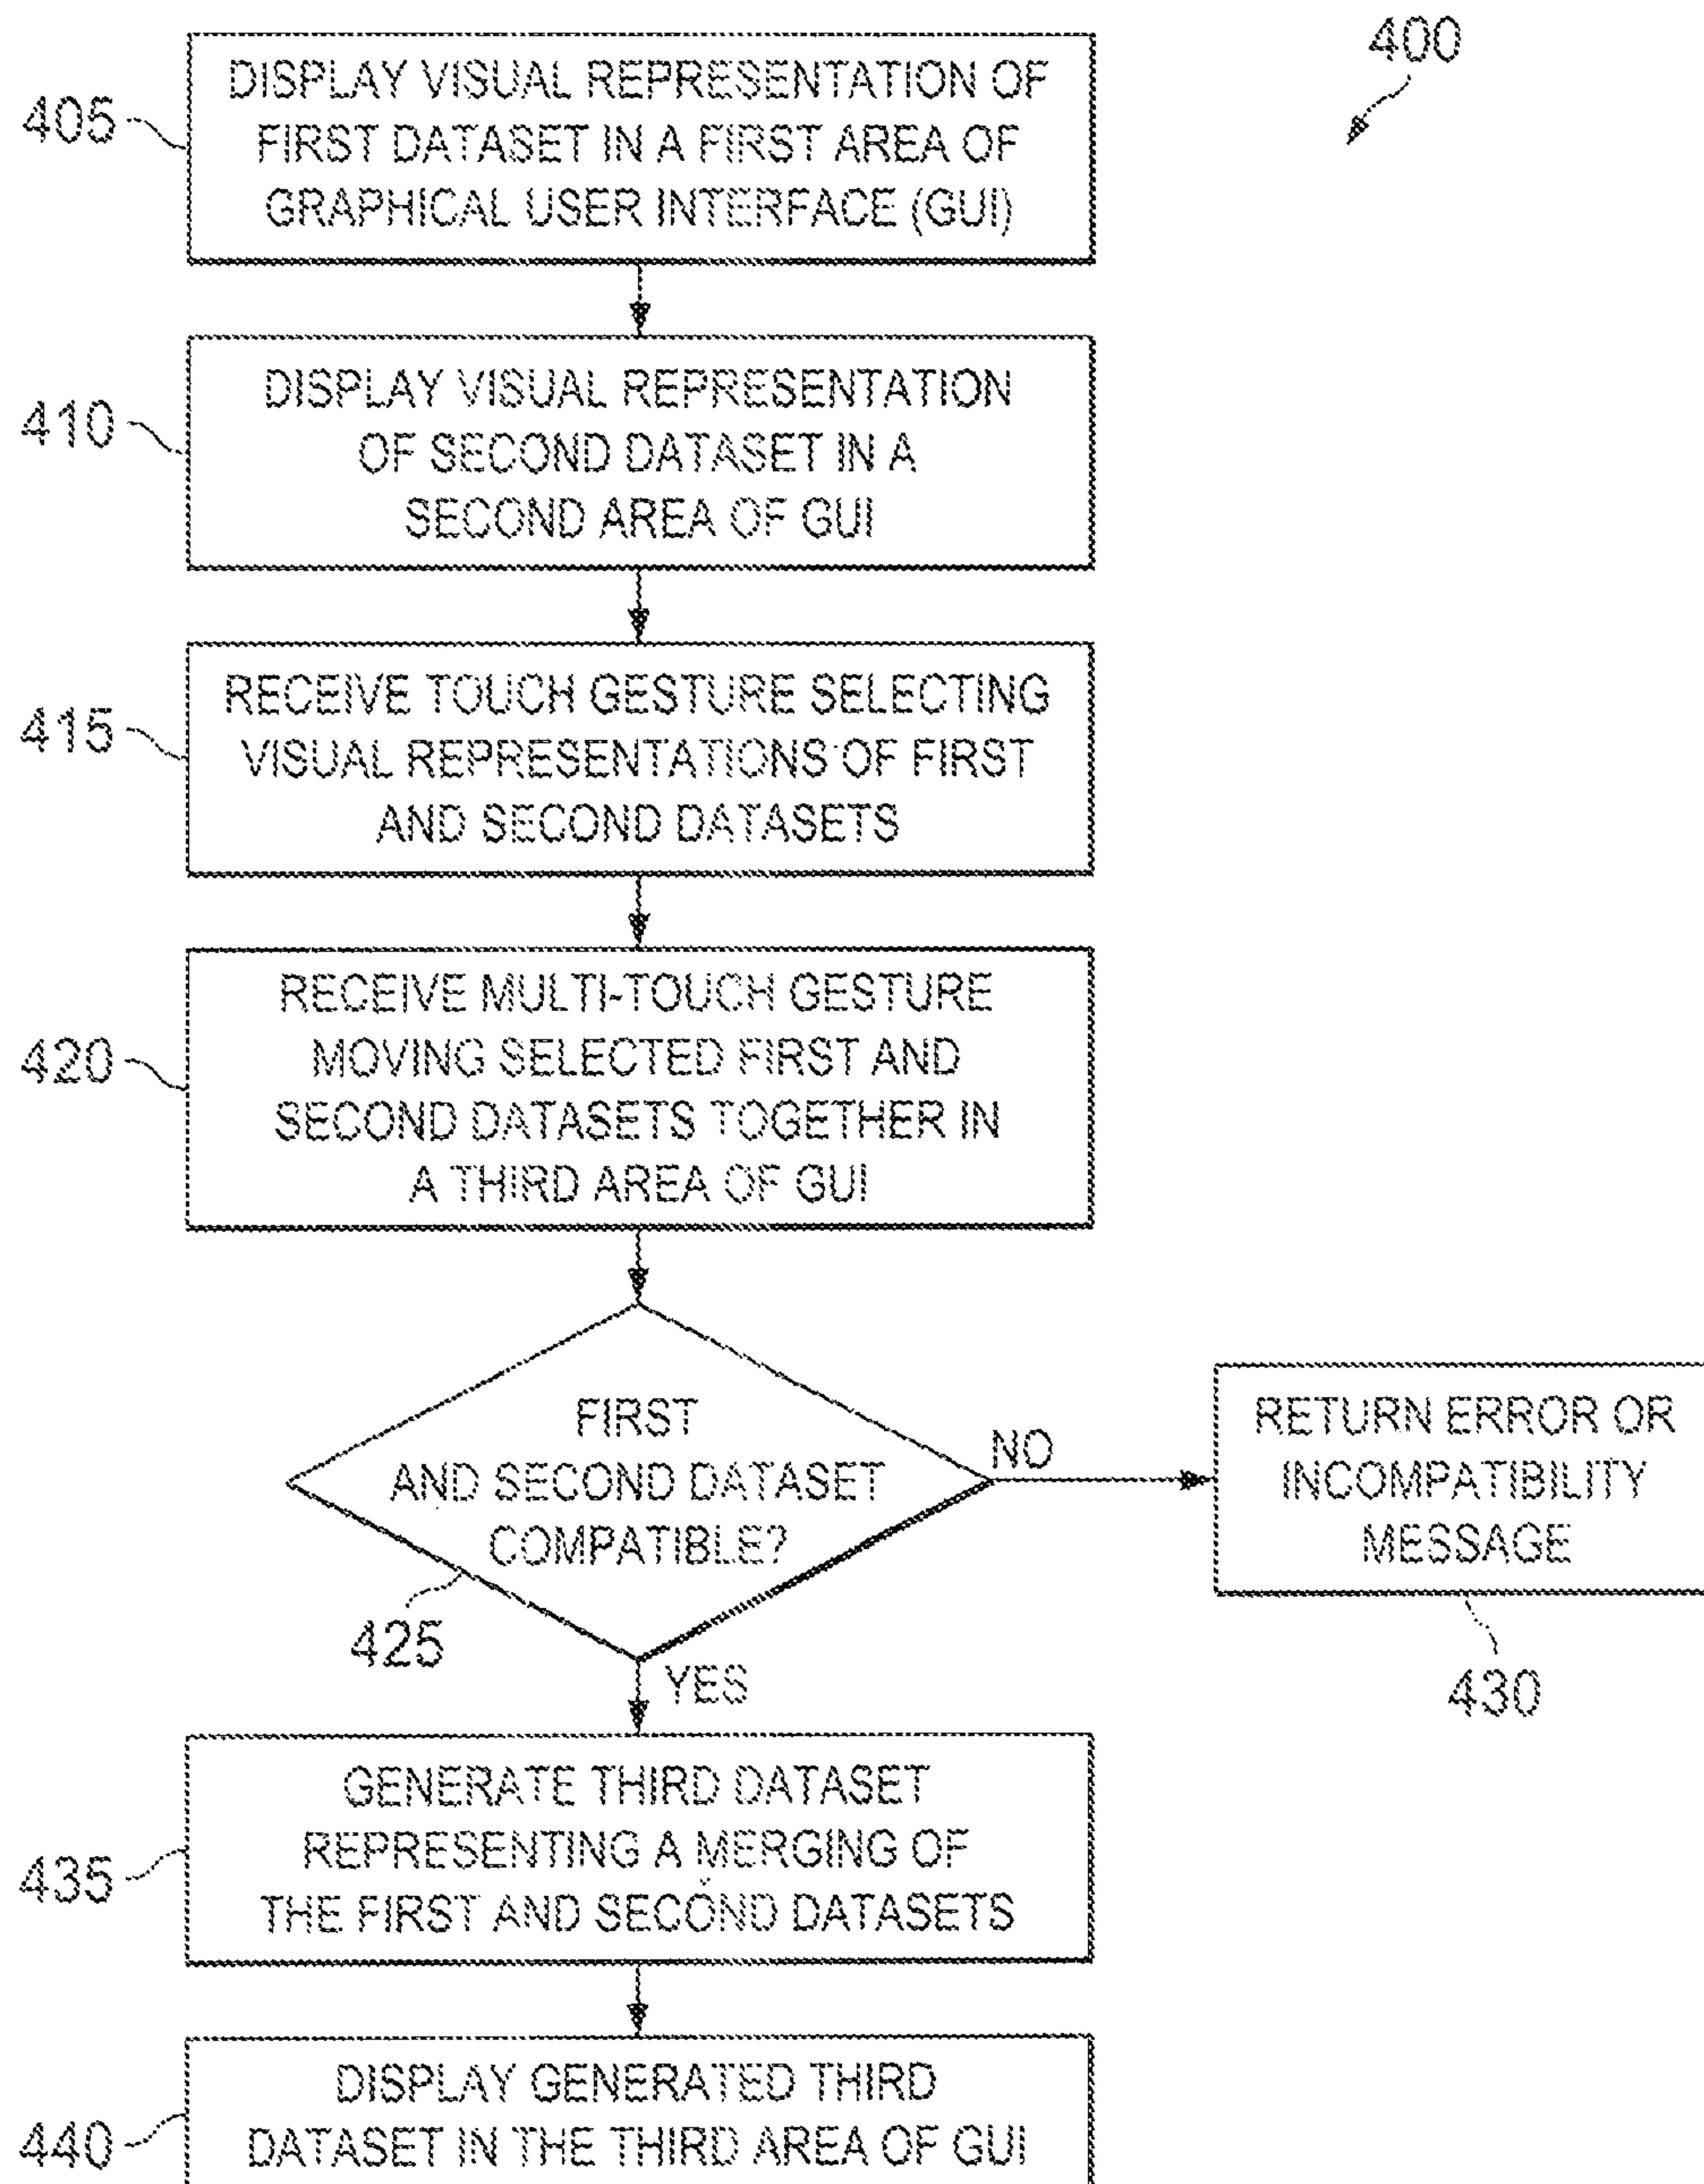 400
405
DISPLAY VISUAL REPRESENTATION OF
FIRST DATASET IN A FIRST AREA OF
GRAPHICAL USER INTERFACE (GUI)
410
DISPLAY VISUAL REPRESENTATION
OF SECOND DATASET IN A
SECOND AREA OF GUI
415
RECEIVE TOUCH GESTURE SELECTING
VISUAL REPRESENTATIONS OF FIRST
AND SECOND DATASETS
420
RECEIVE MULTI-TOUCH GESTURE
MOVING SELECTED FIRST AND
SECOND DATASETS TOGETHER IN
A THIRD AREA OF GUI
FIRST
AND SECOND DATASET
COMPATIBLE?
425
NO
RETURN ERROR OR
INCOMPATIBILITY
MESSAGE
430
YES
435
GENERATE THIRD DATASET
REPRESENTING A MERGING OF
THE FIRST AND SECOND DATASETS
440
DISPLAY GENERATED THIRD
DATASET IN THE THIRD AREA OF GUI